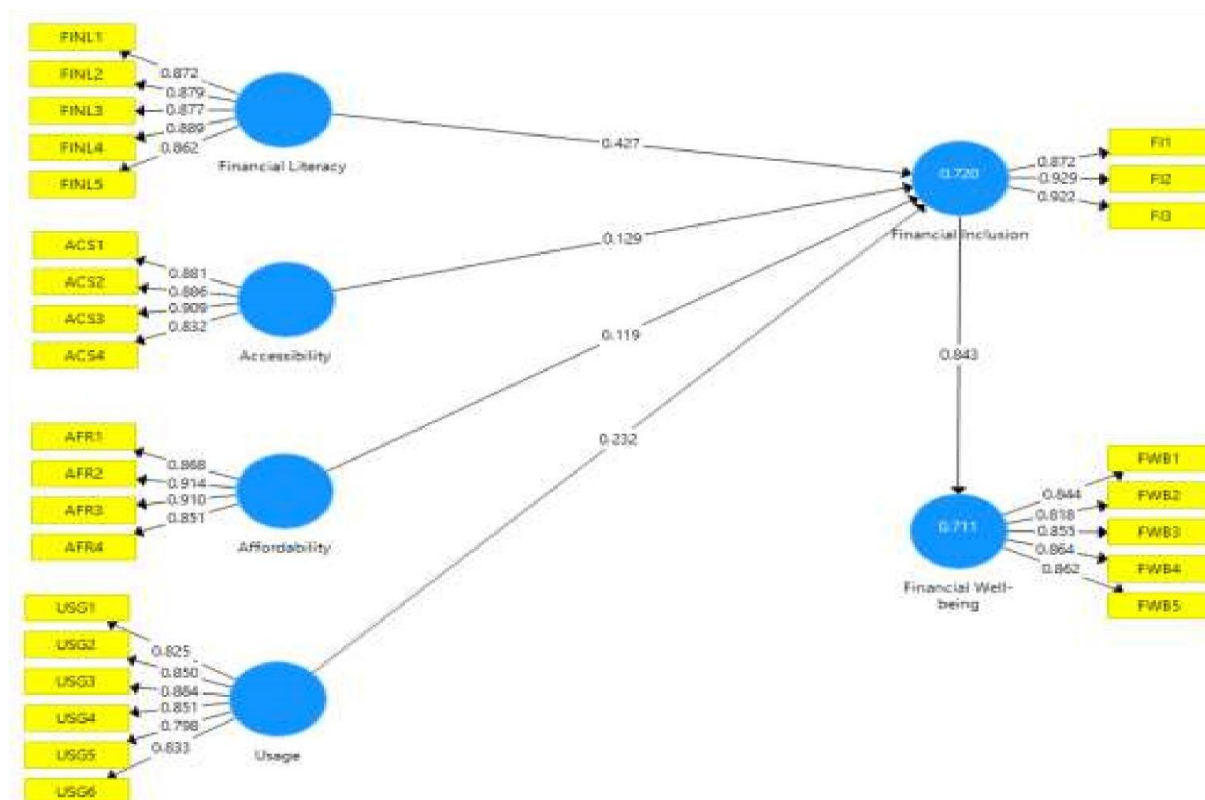 FINL1
FINL2
FINL3
FINL4
FINL5
0.872
0.879
0.877
0.889
0.862
Financial Literacy
0.427
ACS1
ACS2
ACS3
ACS4
0.881
0.886
0.909
0.832
Accessibility
0.129
AFR1
AFR2
AFR3
AFR4
0.868
0.914
0.910
0.851
Affordability
0.119
USG1
USG2
USG3
USG4
USG5
USG6
0.825
0.850
0.884
0.851
0.798
0.833
Usage
0.232
0.720
Financial Inclusion
0.872
0.929
0.922
FI1
FI2
FI3
0.843
0.711
Financial Well-
being
0.844
0.818
0.855
0.864
0.862
FWB1
FWB2
FWB3
FWB4
FWB5